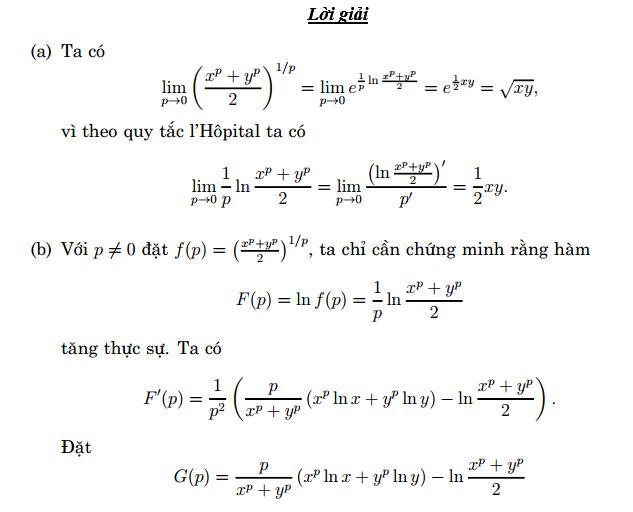 Lời giải
(a) Ta có
$$\lim_{p \to 0} \left( \frac{x^p + y^p}{2} \right)^{1/p} = \lim_{p \to 0} e^{\frac{1}{p} \ln \frac{x^p + y^p}{2}} = e^{\frac{1}{2} xy} = \sqrt{xy},$$
vì theo quy tắc l'Hôpital ta có
$$\lim_{p \to 0} \frac{1}{p} \ln \frac{x^p + y^p}{2} = \lim_{p \to 0} \frac{\left( \ln \frac{x^p + y^p}{2} \right)'}{p'} = \frac{1}{2} xy.$$
(b) Với $p \neq 0$ đặt $f(p) = \left( \frac{x^p + y^p}{2} \right)^{1/p}$, ta chỉ cần chứng minh rằng hàm
$$F(p) = \ln f(p) = \frac{1}{p} \ln \frac{x^p + y^p}{2}$$
tăng thực sự. Ta có
$$F'(p) = \frac{1}{p^2} \left( \frac{p}{x^p + y^p} (x^p \ln x + y^p \ln y) - \ln \frac{x^p + y^p}{2} \right).$$
Đặt
$$G(p) = \frac{p}{x^p + y^p} (x^p \ln x + y^p \ln y) - \ln \frac{x^p + y^p}{2}$$